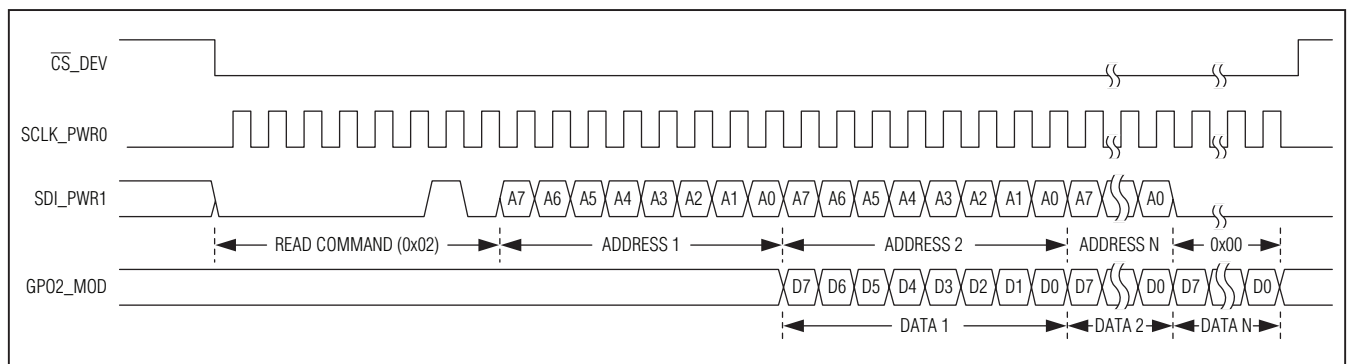 CS_DEV
SCLK_PWR0
SDI_PWR1
A7 A6 A5 A4 A3 A2 A1 A0 A7 A6 A5 A4 A3 A2 A1 A0 A7 A0
READ COMMAND (0x02) ADDRESS 1 ADDRESS 2 ADDRESS N 0x00
GPO2_MOD
D7 D6 D5 D4 D3 D2 D1 D0 D7 D0 D7 D0
DATA 1 DATA 2 DATA N